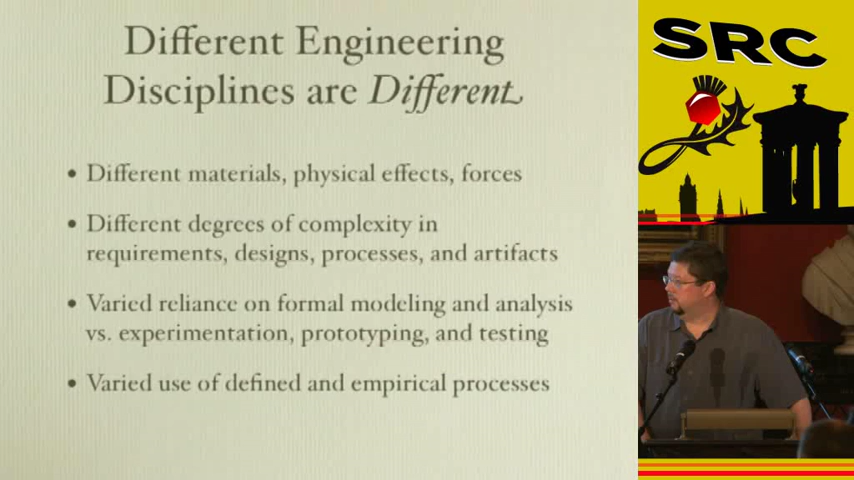 Different Engineering
Disciplines are Different
• Different materials, physical effects, forces
• Different degrees of complexity in
requirements, designs, processes, and artifacts
• Varied reliance on formal modeling and analysis
vs. experimentation, prototyping, and testing
• Varied use of defined and empirical processes
SRC